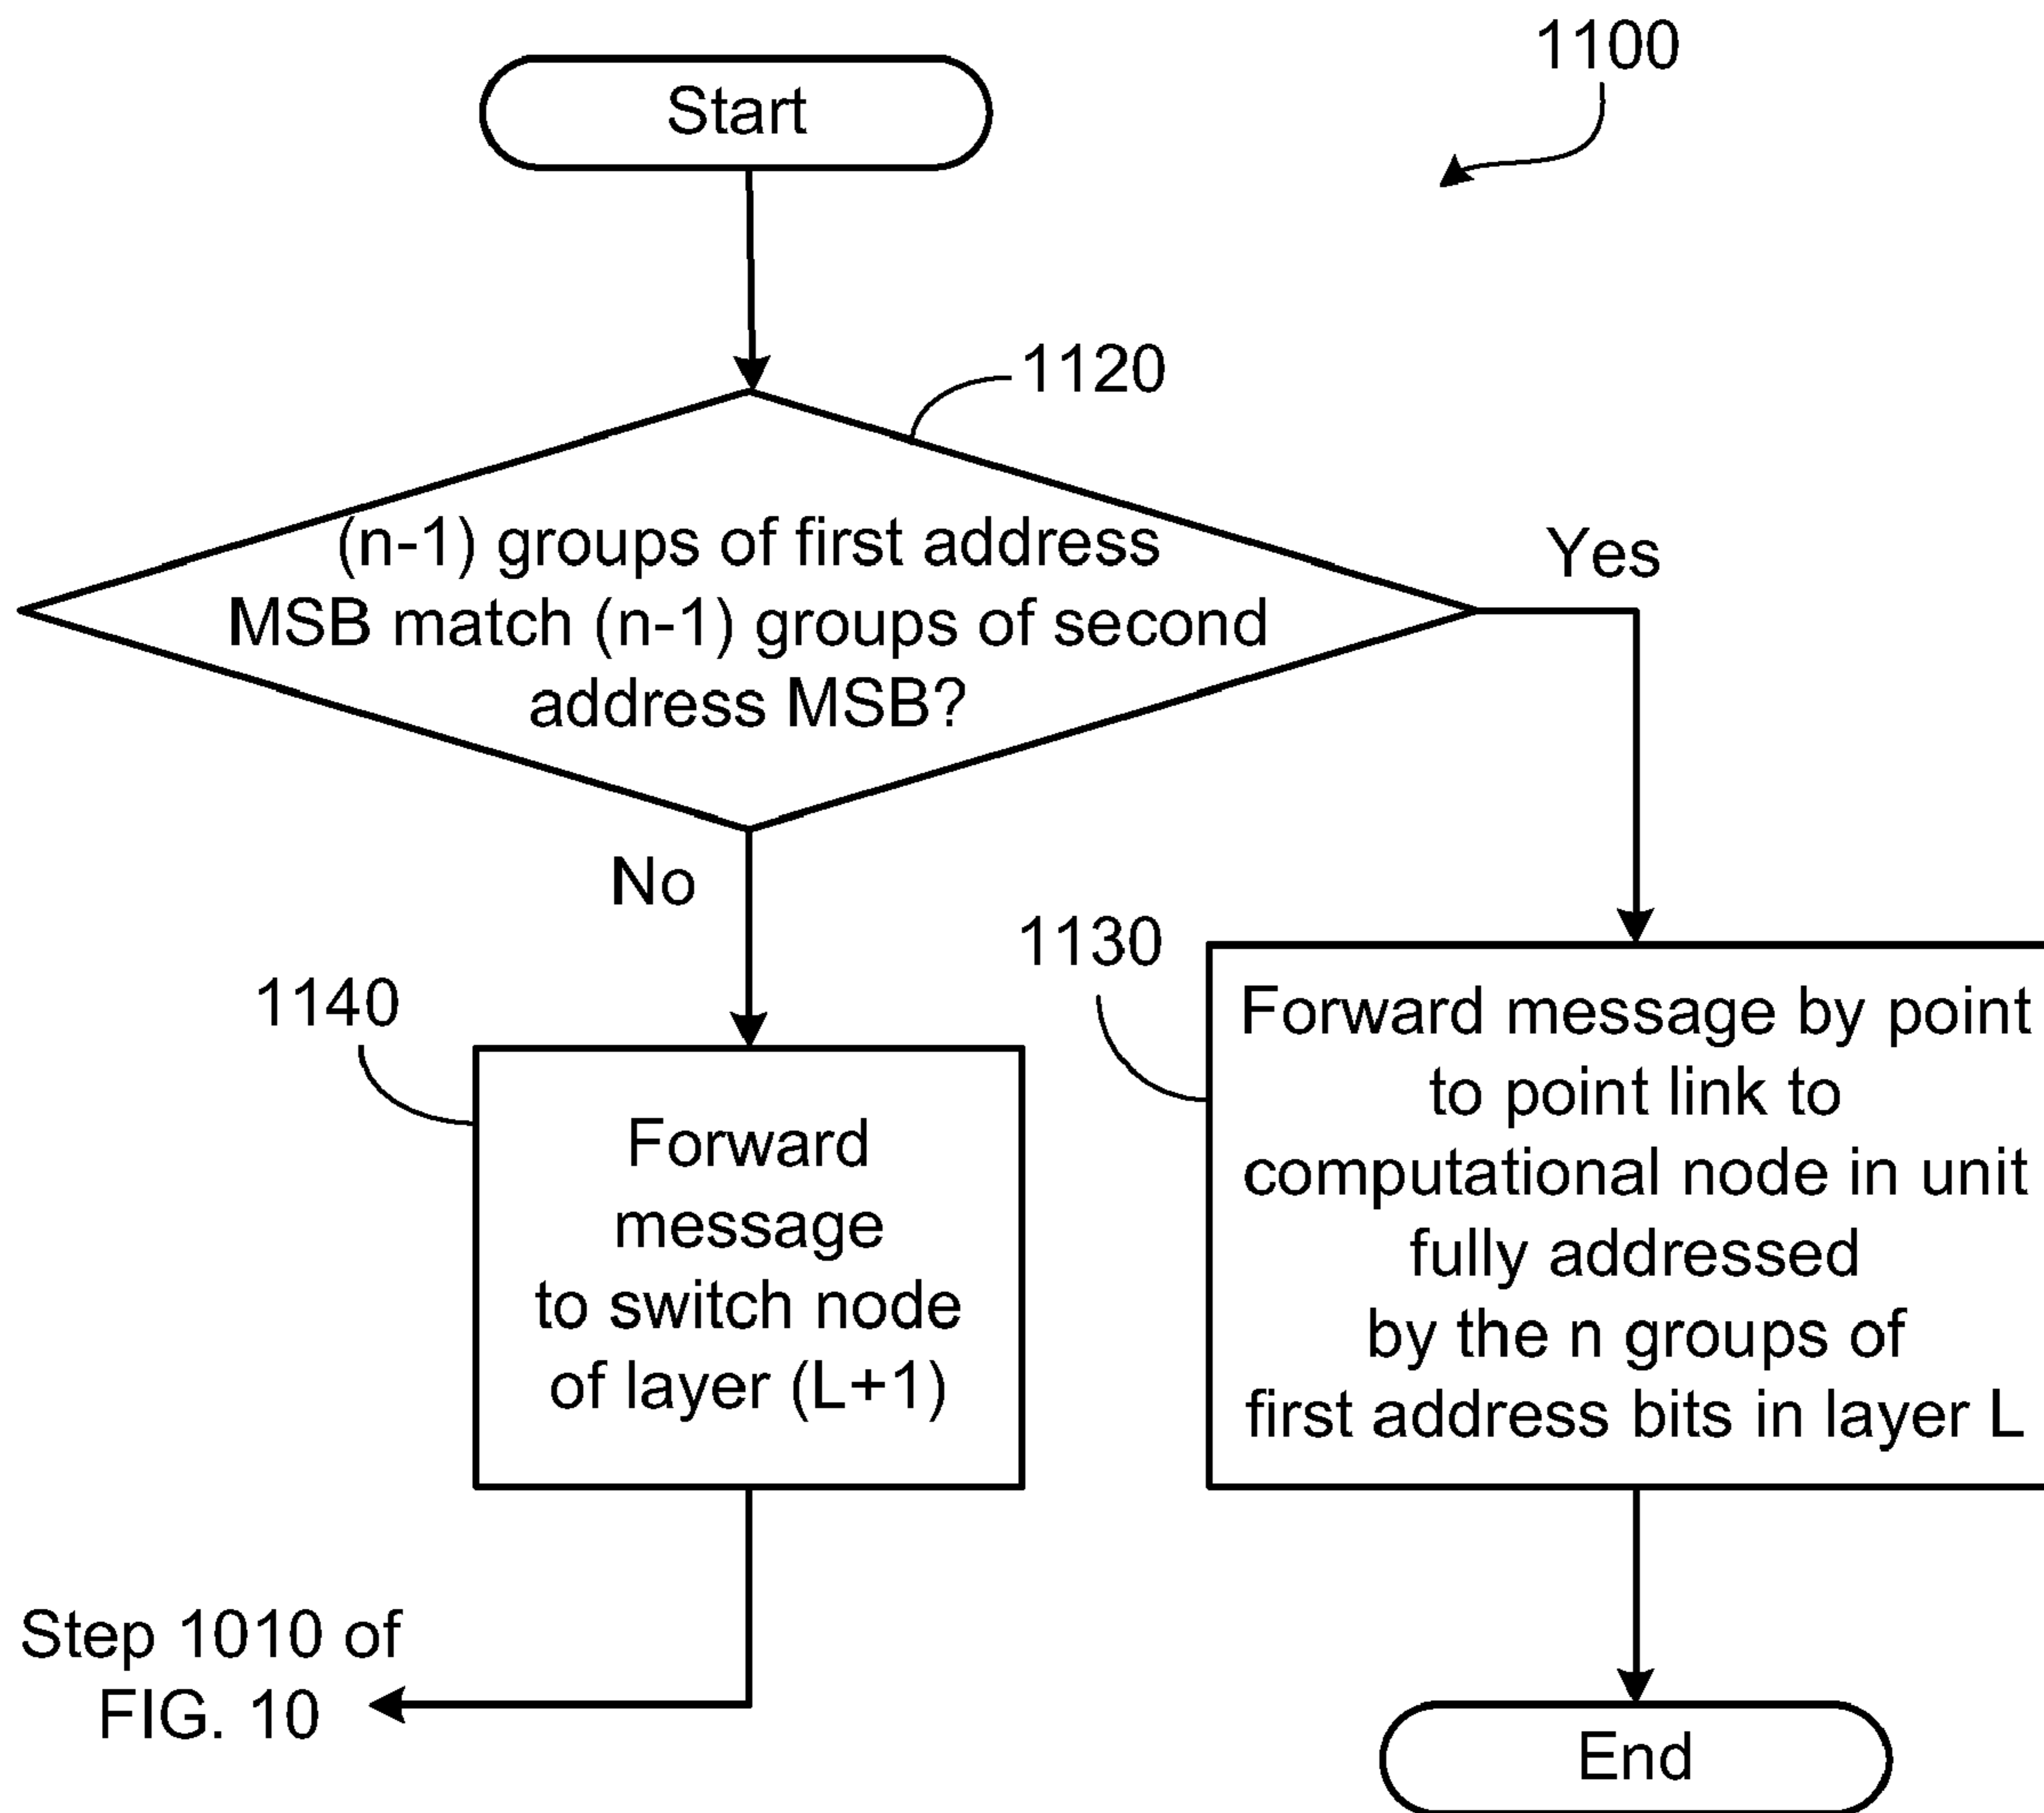 1100
Start
1120
(n-1) groups of first address
MSB match (n-1) groups of second
address MSB?
Yes
No
1130
1140
Forward message by point
to point link to
computational node in unit
fully addressed
by the n groups of
first address bits in layer L
Forward
message
to switch node
of layer (L+1)
Step 1010 of
FIG. 10
End